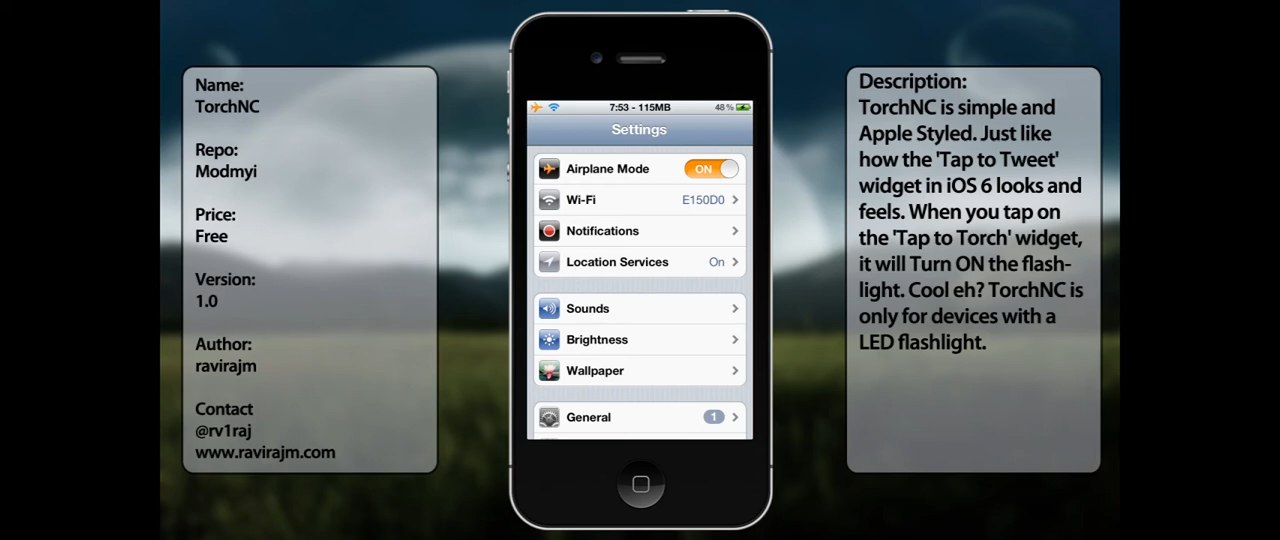 Name:
TorchNC
Repo:
Modmyi
Price:
Free
Version:
1.0
Author:
ravirajm
Contact
@rv1raj
www.ravirajm.com
7:53 - 115MB
48%
Settings
Airplane Mode ON
Wi-Fi E150D0
Notifications
Location Services On
Sounds
Brightness
Wallpaper
General 1
Description:
TorchNC is simple and
Apple Styled. Just like
how the 'Tap to Tweet'
widget in iOS 6 looks and
feels. When you tap on
the 'Tap to Torch' widget,
it will Turn ON the flash-
light. Cool eh? TorchNC is
only for devices with a
LED flashlight.